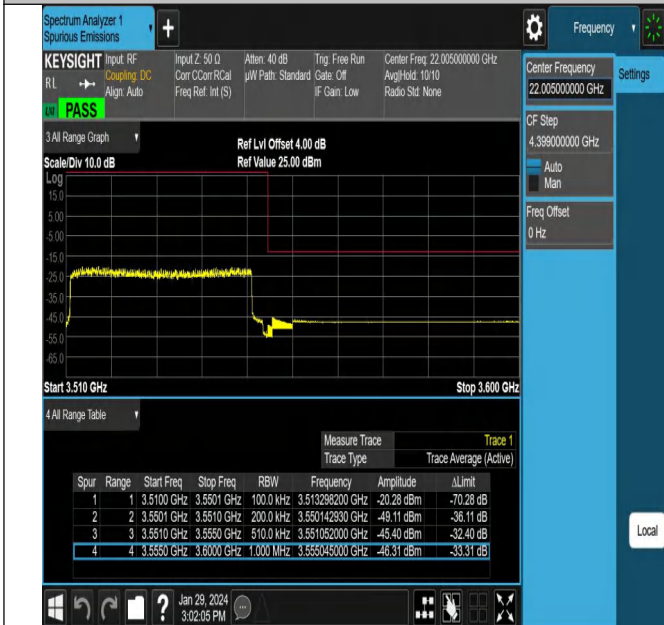 Spectrum Analyzer 1
Spurious Emissions
+
Frequency
KEYSIGHT
RL
Input: RF
Coupling: DC
Align: Auto
Input Z: 50 Ω
Corr CCorr RCal
Freq Ref: Int (S)
Atten: 40 dB
µW Path: Standard
Trig: Free Run
Gate: Off
IF Gain: Low
Center Freq: 22.005000000 GHz
Avg|Hold: 10/10
Radio Std: None
PASS
Center Frequency
22.005000000 GHz
Settings
CF Step
4.399000000 GHz
Auto
Man
Freq Offset
0 Hz
Local
3 All Range Graph
Ref Lvl Offset 4.00 dB
Scale/Div 10.0 dB
Ref Value 25.00 dBm
Log
15.0
5.00
-5.00
-15.0
-25.0
-35.0
-45.0
-55.0
-65.0
Start 3.510 GHz
Stop 3.600 GHz
4 All Range Table
Measure Trace Trace 1
Trace Type Trace Average (Active)
Spur Range Start Freq Stop Freq RBW Frequency Amplitude ΔLimit
1 1 3.5100 GHz 3.5501 GHz 100.0 kHz 3.513298200 GHz -20.28 dBm -70.28 dB
2 2 3.5501 GHz 3.5510 GHz 200.0 kHz 3.550142930 GHz -49.11 dBm -36.11 dB
3 3 3.5510 GHz 3.5550 GHz 510.0 kHz 3.551052000 GHz -45.40 dBm -32.40 dB
4 4 3.5550 GHz 3.6000 GHz 1.000 MHz 3.555045000 GHz -46.31 dBm -33.31 dB
?
Jan 29, 2024
3:02:05 PM